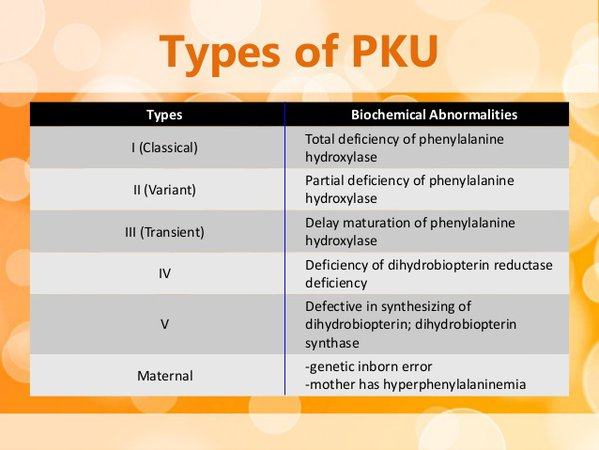 Types of PKU
Types
Biochemical Abnormalities
I (Classical)
Total deficiency of phenylalanine
hydroxylase
II (Variant)
Partial deficiency of phenylalanine
hydroxylase
III (Transient)
Delay maturation of phenylalanine
hydroxylase
IV
Deficiency of dihydrobiopterin reductase
deficiency
V
Defective in synthesizing of
dihydrobiopterin; dihydrobiopterin
synthase
Maternal
-genetic inborn error
-mother has hyperphenylalaninemia